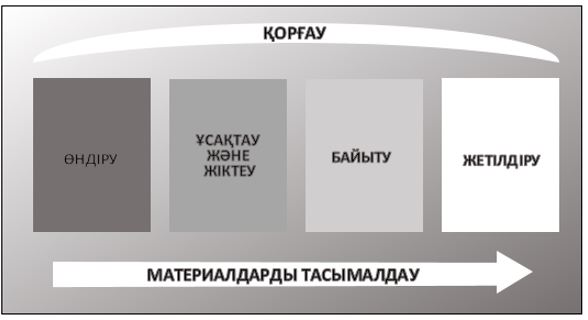 ҚОРҒАУ
ӨНДІРУ
ҰСАҚТАУ
ЖӘНЕ
ЖІКТЕУ
БАЙЫТУ
ЖЕТІЛДІРУ
МАТЕРИАЛДАРДЫ ТАСЫМАЛДАУ